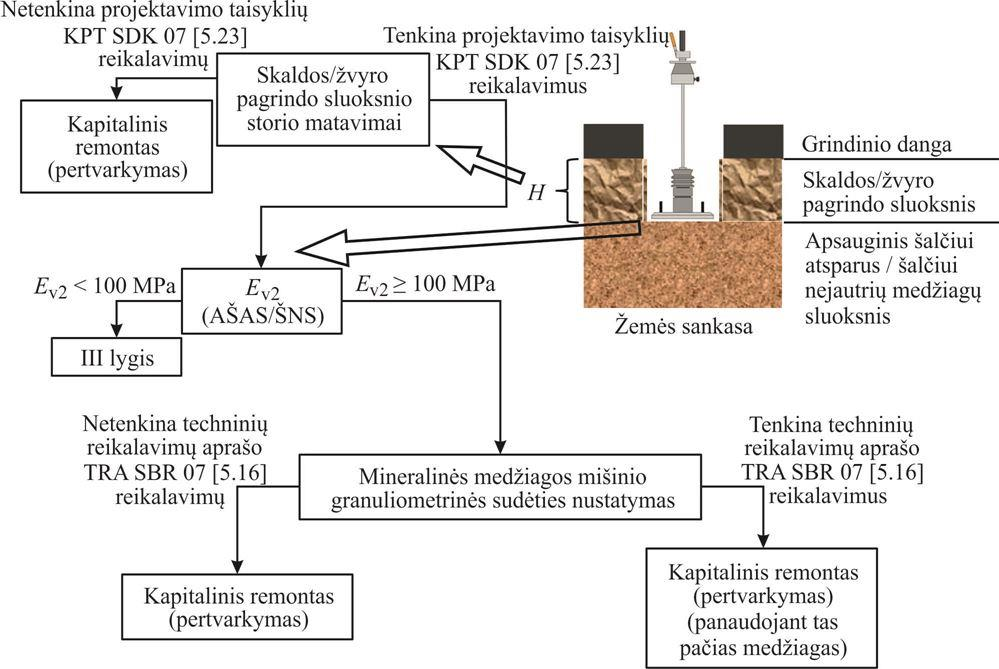 Netenkina projektavimo taisyklių
KPT SDK 07 [5.23]
reikalavimų
Tenkina projektavimo taisyklių
KPT SDK 07 [5.23]
reikalavimus
Skaldos/žvyro
pagrindo sluoksnio
storio matavimai
Kapitalinis
remontas
(pertvarkymas)
H
Grindinio danga
Skaldos/žvyro
pagrindo sluoksnis
Apsauginis šalčiui
atsparus / šalčiui
nejautrių medžiagų
sluoksnis
Žemės sankasa
Ev2 < 100 MPa
Ev2
(AŠAS/ŠNS)
Ev2 ≥ 100 MPa
III lygis
Netenkina techninių
reikalavimų aprašo
TRA SBR 07 [5.16]
reikalavimų
Mineralinės medžiagos mišinio
granuliometrinės sudėties nustatymas
Tenkina techninių
reikalavimų aprašo
TRA SBR 07 [5.16]
reikalavimus
Kapitalinis remontas
(pertvarkymas)
Kapitalinis remontas
(pertvarkymas)
(panaudojant tas
pačias medžiagas)